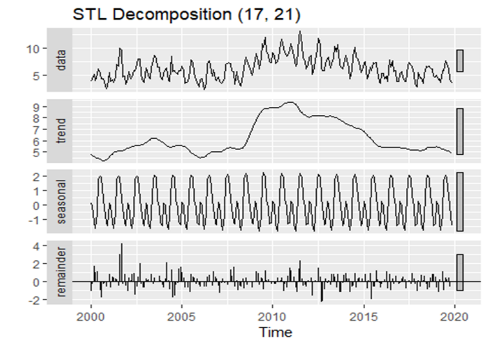 STL Decomposition (17, 21)
data
10
5
trend
9
8
7
6
5
seasonal
2
1
0
-1
remainder
4
2
0
-2
2000 2005 2010 2015 2020
Time